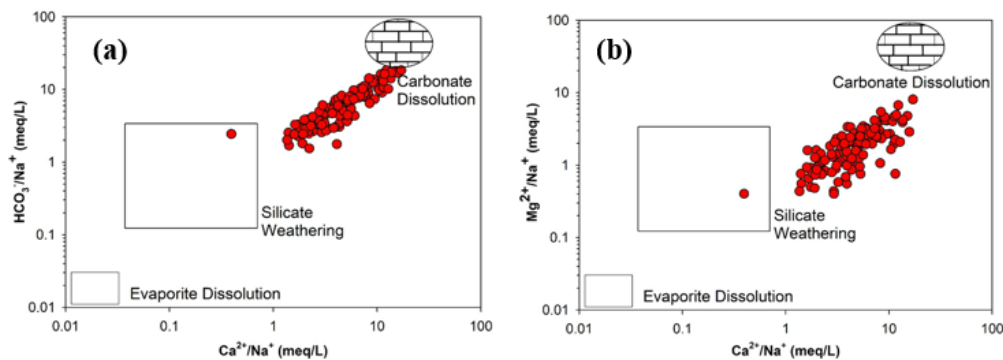 (a)
100
10
1
0.1
0.01
HCO₃⁻/Na⁺ (meq/L)
Carbonate
Dissolution
Silicate
Weathering
Evaporite Dissolution
0.01 0.1 1 10 100
Ca²⁺/Na⁺ (meq/L)
(b)
100
10
1
0.1
0.01
Mg²⁺/Na⁺ (meq/L)
Carbonate Dissolution
Silicate
Weathering
Evaporite Dissolution
0.01 0.1 1 10 100
Ca²⁺/Na⁺ (meq/L)